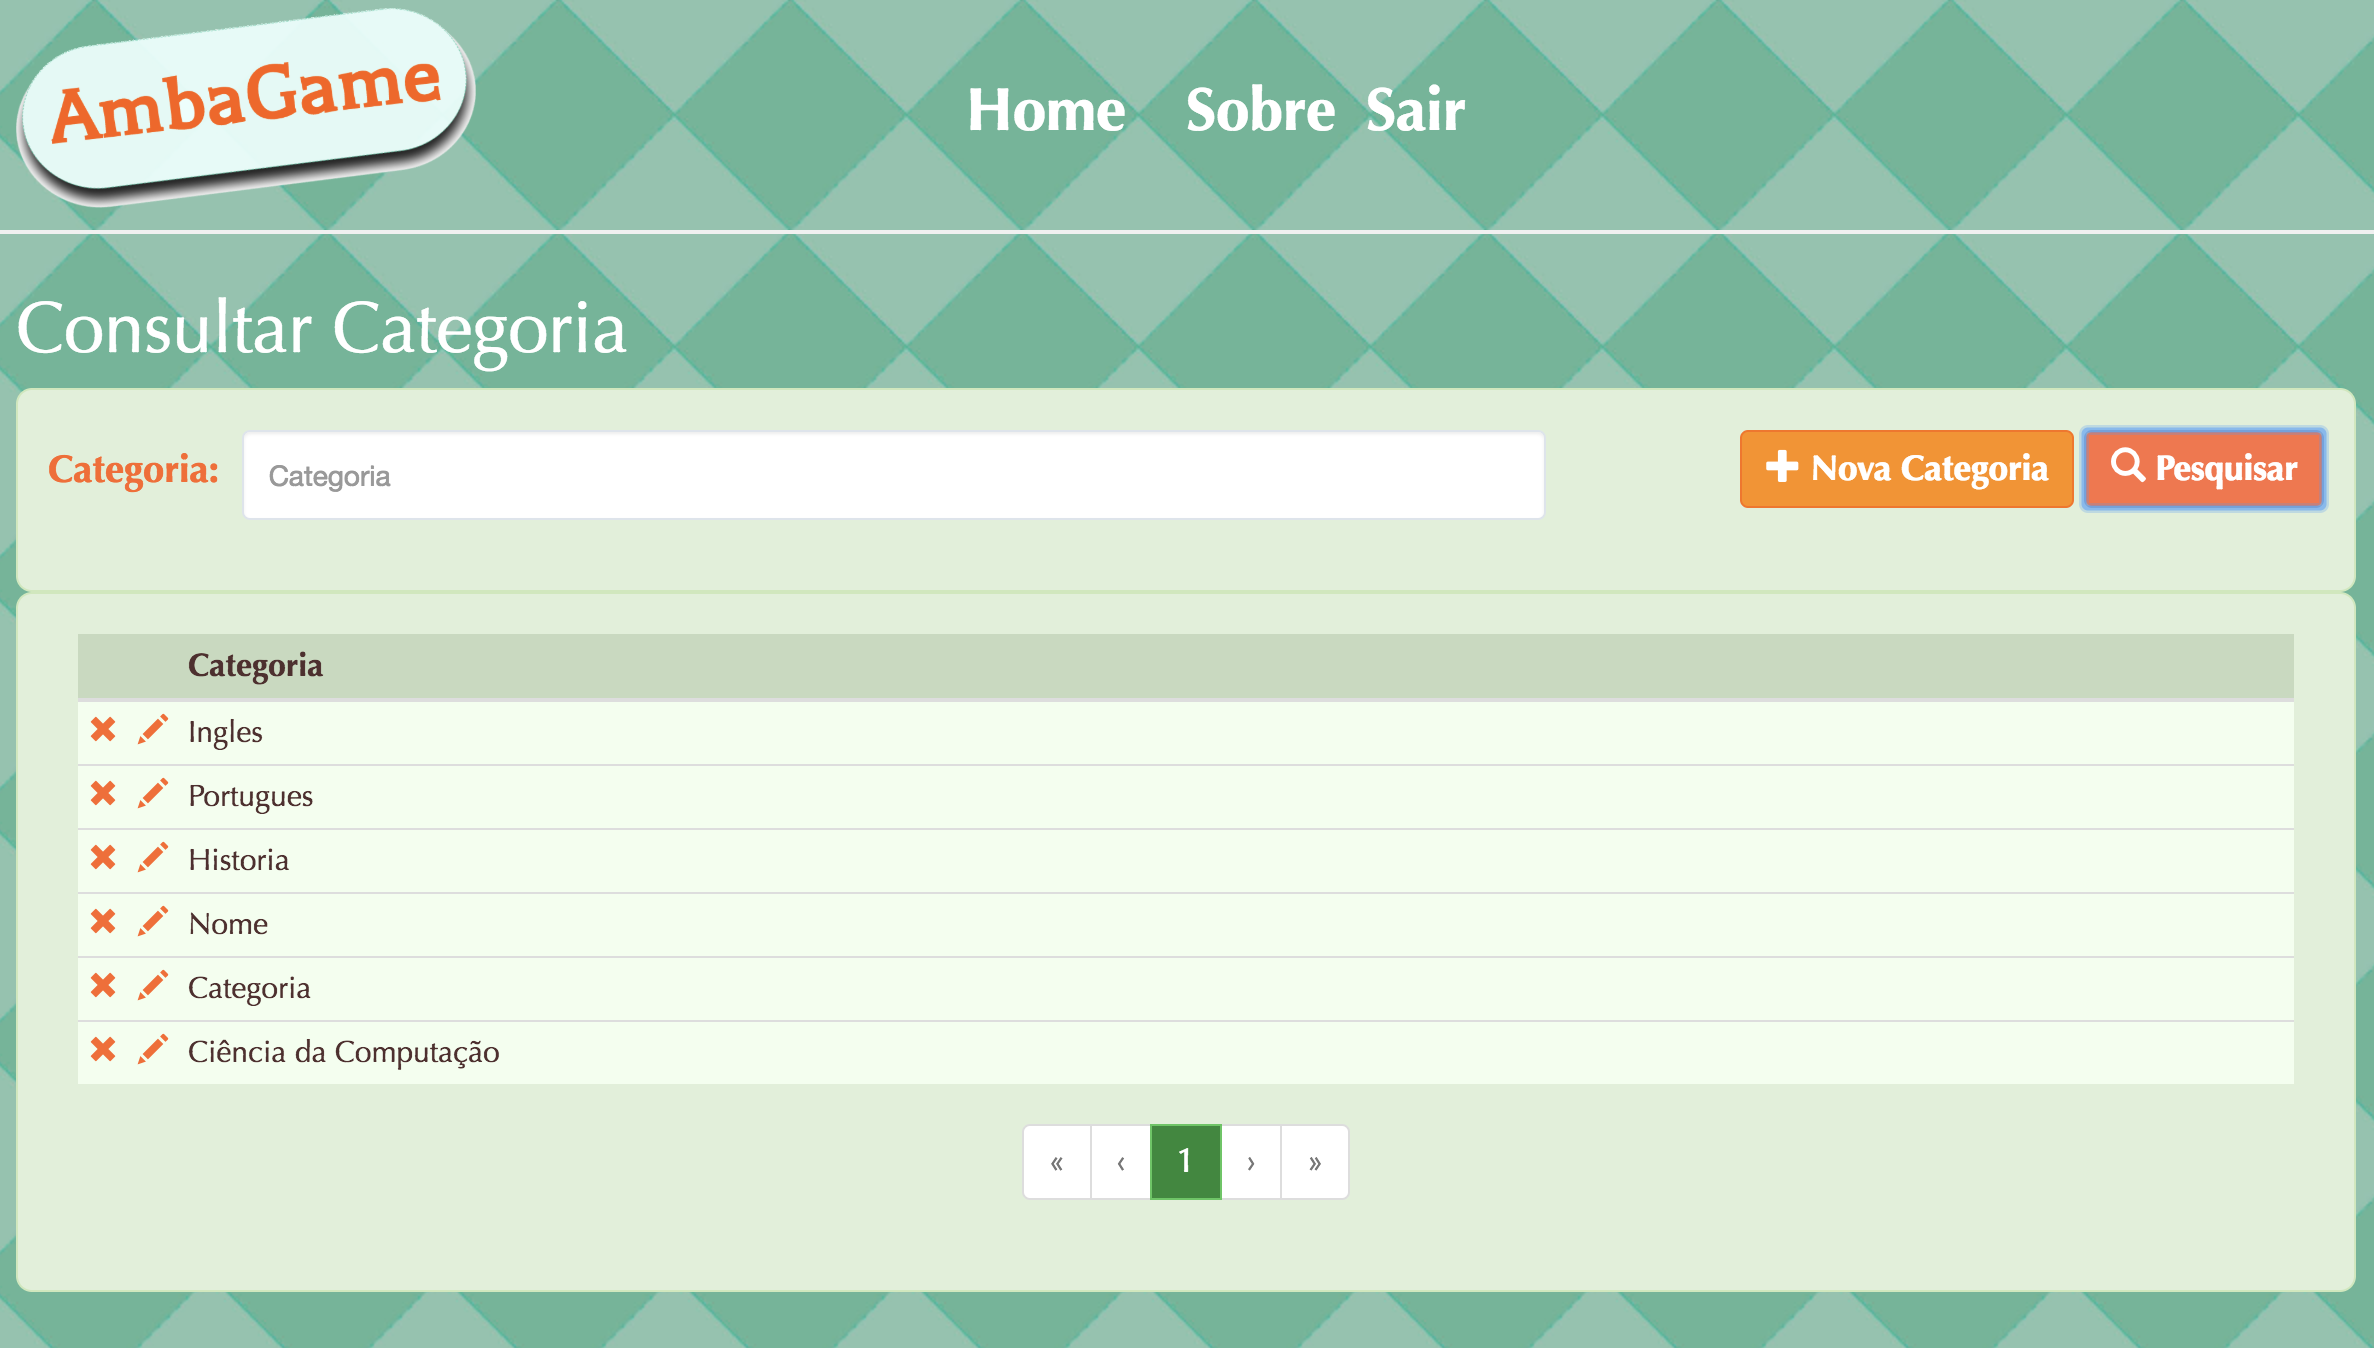 AmbaGame
Home Sobre Sair
Consultar Categoria
Categoria: Categoria Nova Categoria Pesquisar
Categoria
Ingles
Portugues
Historia
Nome
Categoria
Ciência da Computação
« ‹ 1 › »